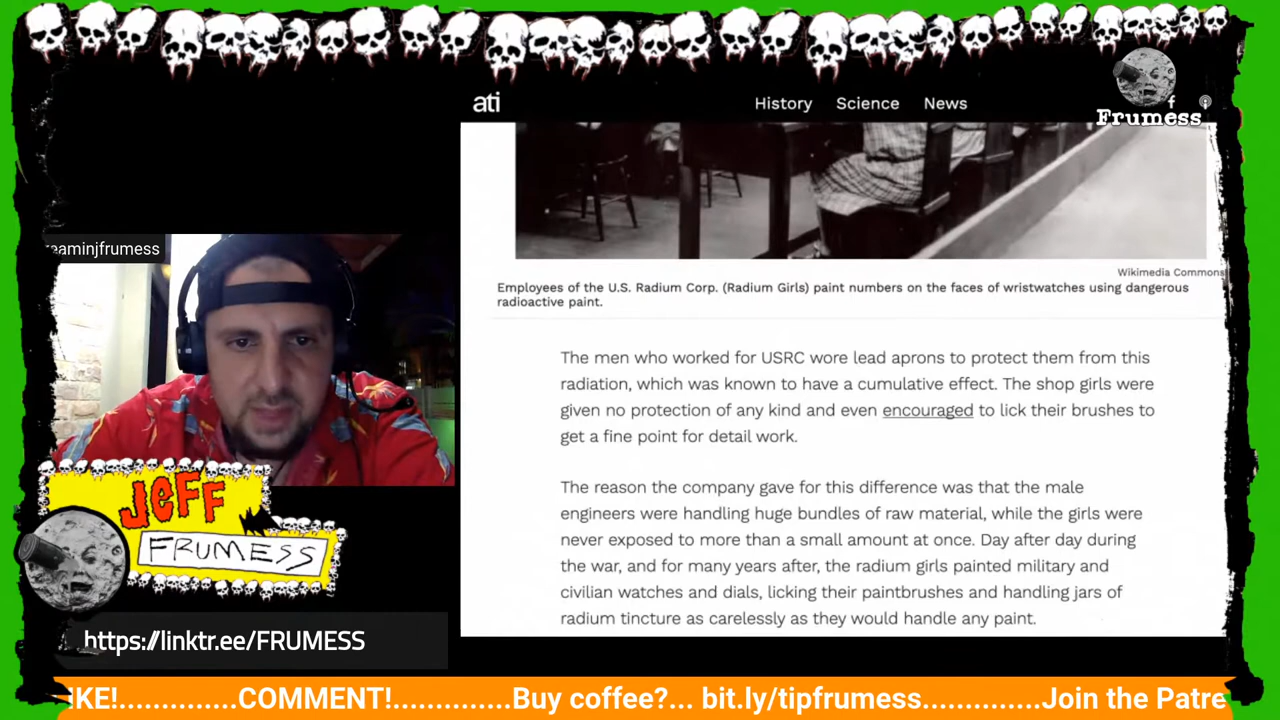 ati
History Science News
Frumess
eaminjfrumess
Wikimedia Commons
Employees of the U.S. Radium Corp. (Radium Girls) paint numbers on the faces of wristwatches using dangerous
radioactive paint.
The men who worked for USRC wore lead aprons to protect them from this
radiation, which was known to have a cumulative effect. The shop girls were
given no protection of any kind and even encouraged to lick their brushes to
get a fine point for detail work.
The reason the company gave for this difference was that the male
engineers were handling huge bundles of raw material, while the girls were
never exposed to more than a small amount at once. Day after day during
the war, and for many years after, the radium girls painted military and
civilian watches and dials, licking their paintbrushes and handling jars of
radium tincture as carelessly as they would handle any paint.
JEFF
FRUMESS
https://linktr.ee/FRUMESS
IKE!..............COMMENT!..............Buy coffee?... bit.ly/tipfrumess..............Join the Patre